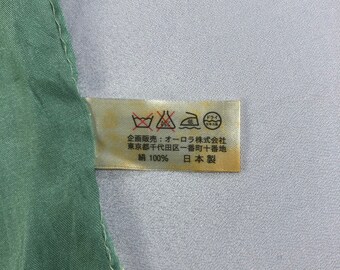 企画販売：オーロラ株式会社
東京都千代田区一番町十番地
絹 100% 日本製